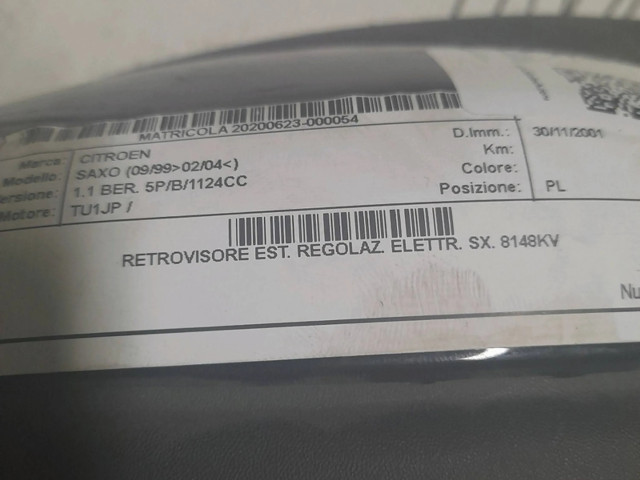 MATRICOLA 20200623-000054
Marca: CITROEN
Modello: SAXO (09/99>02/04<)
ersione: 1.1 BER. 5P/B/1124CC
Motore: TU1JP /
D.Imm.: 30/11/2001
Km:
Colore:
Posizione: PL
RETROVISORE EST. REGOLAZ. ELETTR. SX. 8148KV
Nu